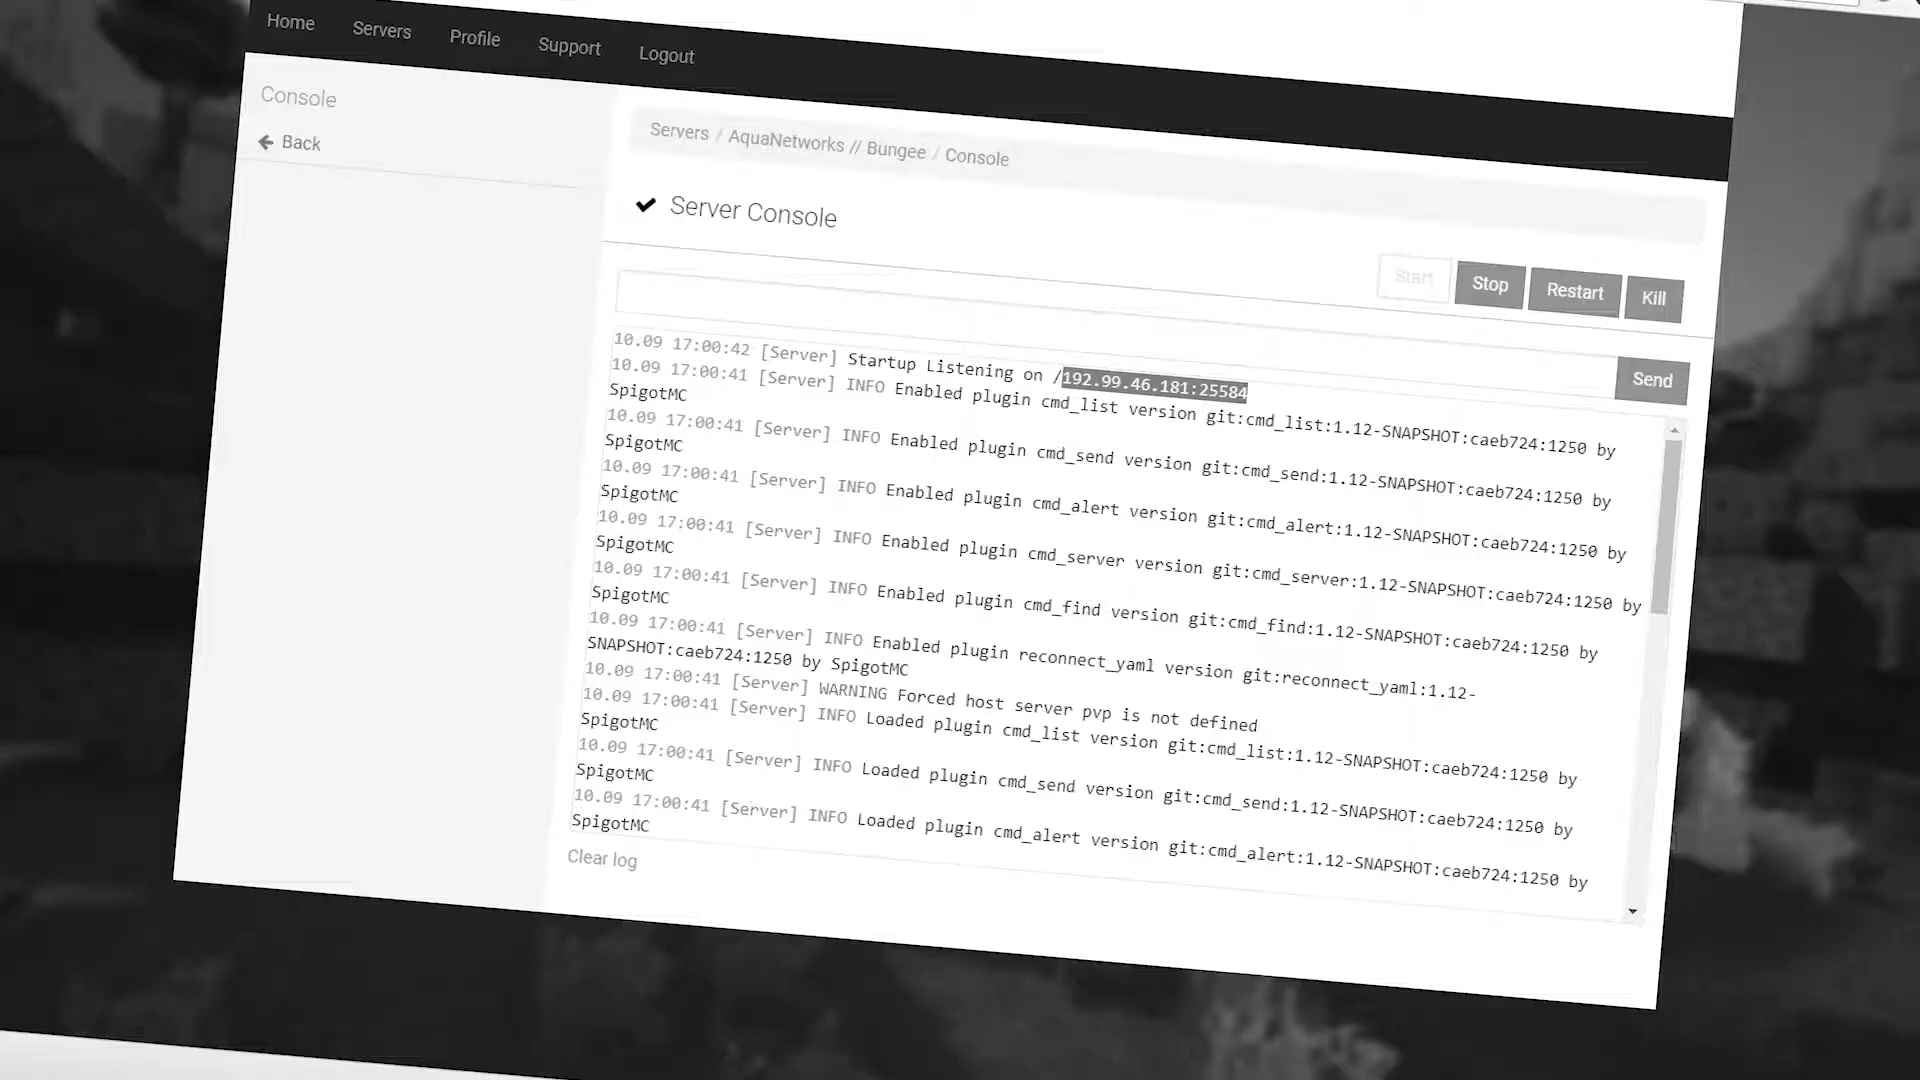 Home Servers Profile Support Logout
Console
Back
Servers / AquaNetworks // Bungee / Console
Server Console
Start Stop Restart Kill
Send
10.09 17:00:42 [Server] Startup Listening on /192.99.46.181:25584
10.09 17:00:41 [Server] INFO Enabled plugin cmd_list version git:cmd_list:1.12-SNAPSHOT:caeb724:1250 by
SpigotMC
10.09 17:00:41 [Server] INFO Enabled plugin cmd_send version git:cmd_send:1.12-SNAPSHOT:caeb724:1250 by
SpigotMC
10.09 17:00:41 [Server] INFO Enabled plugin cmd_alert version git:cmd_alert:1.12-SNAPSHOT:caeb724:1250 by
SpigotMC
10.09 17:00:41 [Server] INFO Enabled plugin cmd_server version git:cmd_server:1.12-SNAPSHOT:caeb724:1250 by
SpigotMC
10.09 17:00:41 [Server] INFO Enabled plugin cmd_find version git:cmd_find:1.12-SNAPSHOT:caeb724:1250 by
SpigotMC
10.09 17:00:41 [Server] INFO Enabled plugin reconnect_yaml version git:reconnect_yaml:1.12-
SNAPSHOT:caeb724:1250 by SpigotMC
10.09 17:00:41 [Server] WARNING Forced host server pvp is not defined
10.09 17:00:41 [Server] INFO Loaded plugin cmd_list version git:cmd_list:1.12-SNAPSHOT:caeb724:1250 by
SpigotMC
10.09 17:00:41 [Server] INFO Loaded plugin cmd_send version git:cmd_send:1.12-SNAPSHOT:caeb724:1250 by
SpigotMC
10.09 17:00:41 [Server] INFO Loaded plugin cmd_alert version git:cmd_alert:1.12-SNAPSHOT:caeb724:1250 by
SpigotMC
Clear log